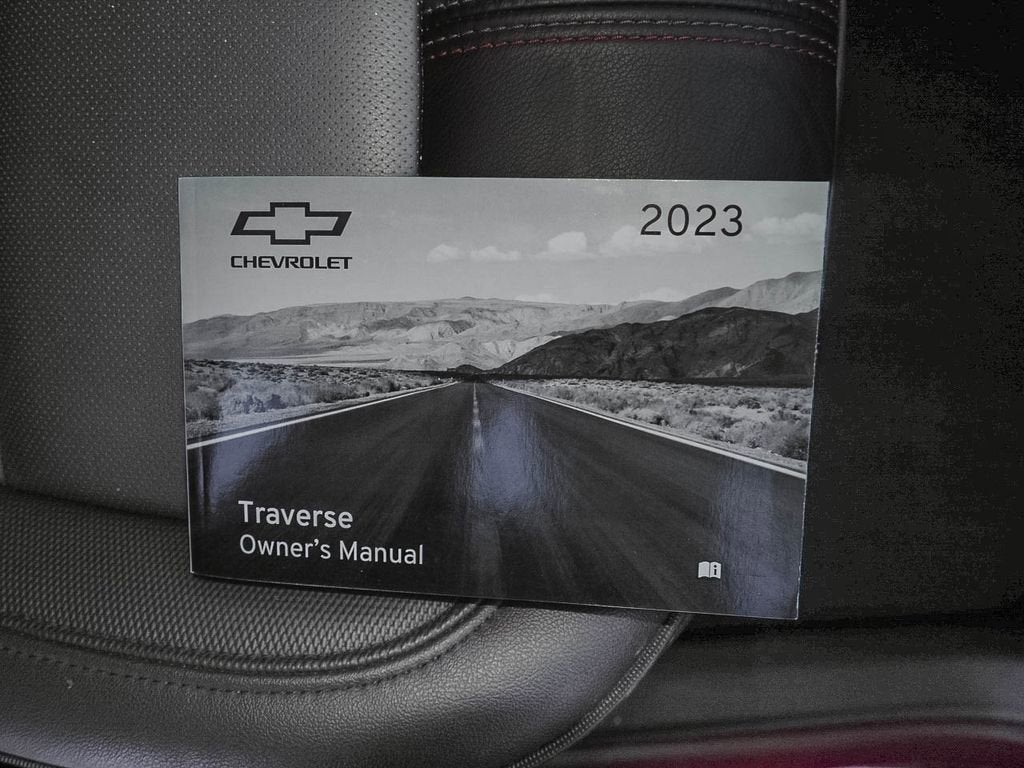 CHEVROLET
2023
Traverse
Owner's Manual